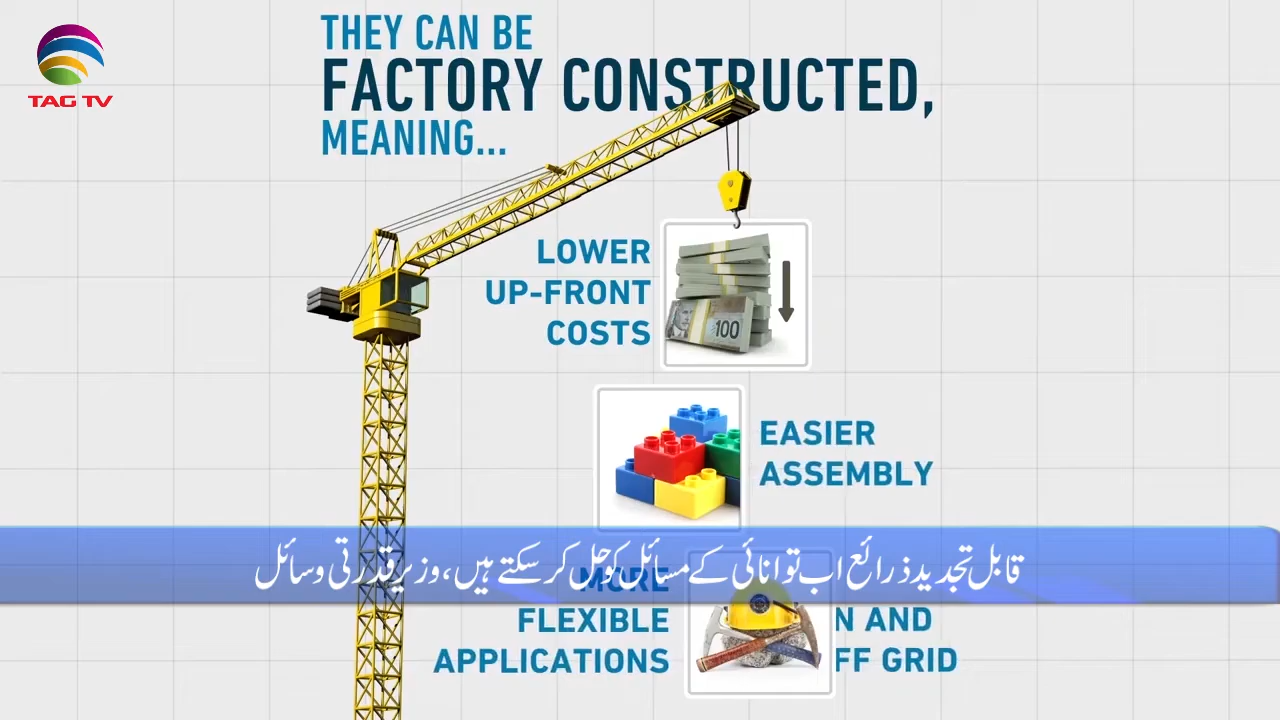 TAG TV
THEY CAN BE
FACTORY CONSTRUCTED,
MEANING...
LOWER
UP-FRONT
COSTS
100
EASIER
ASSEMBLY
قابل تجدید ذرائع اب توانائی کے مسائل کو حل کر سکتے ہیں، وزیر قدرتی وسائل
MORE
FLEXIBLE
APPLICATIONS
N AND
FF GRID